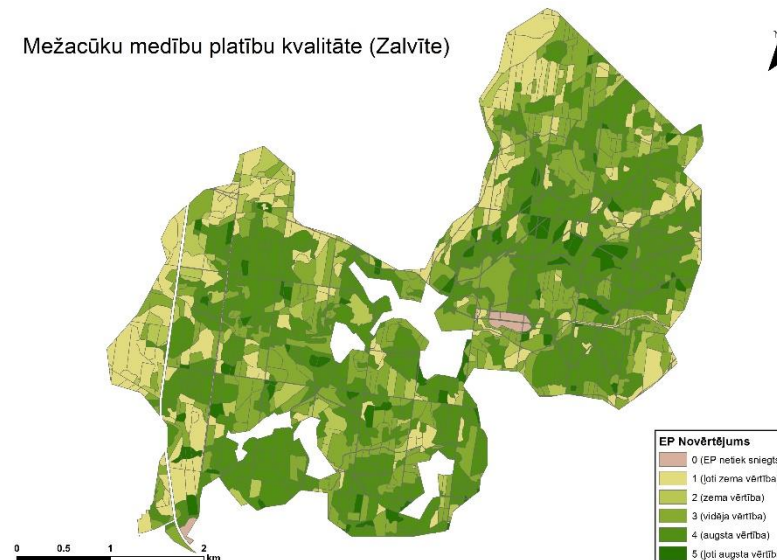 Mežacūku medību platību kvalitāte (Zalvīte)
N
EP Novērtējums
0 (EP netiek sniegts
1 (ļoti zema vērtība
2 (zema vērtība)
3 (vidēja vērtība)
4 (augsta vērtība)
5 (ļoti augsta vērtība
0 0.5 1 2
km